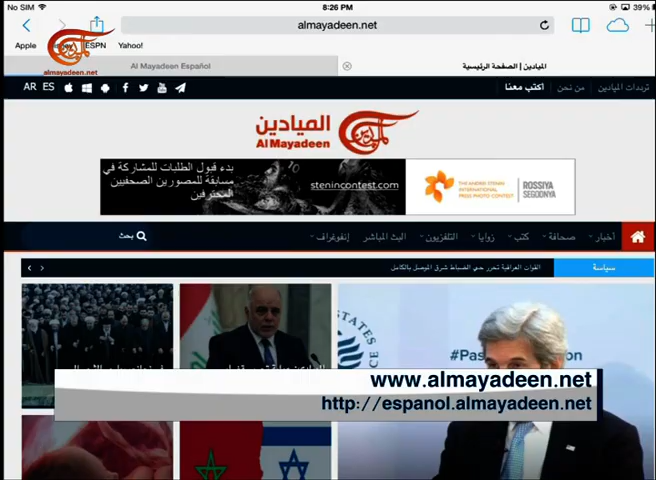 No SIM
8:26 PM
39%
almayadeen.net
Apple
ESPN
Yahoo!
almayadeen.net
Al Mayadeen Español
الميادين | الصفحة الرئيسية
AR ES
أكتب معنا
من نحن
ترددات الميادين
الميادين
Al Mayadeen
بدء قبول الطلبات للمشاركة في
مسابقة للمصورين الصحفيين
المحترفين
stenincontest.com
THE ANDREI STENIN
INTERNATIONAL
PRESS PHOTO CONTEST
ROSSIYA
SEGODNYA
أخبار
صحافة
كتب
زوايا
التلفزيون
البث المباشر
إنفوغراف
بحث
سياسة
القوات العراقية تحرر حي الضباط شرق الموصل بالكامل
STATES
#Pas
on
www.almayadeen.net
http://espanol.almayadeen.net